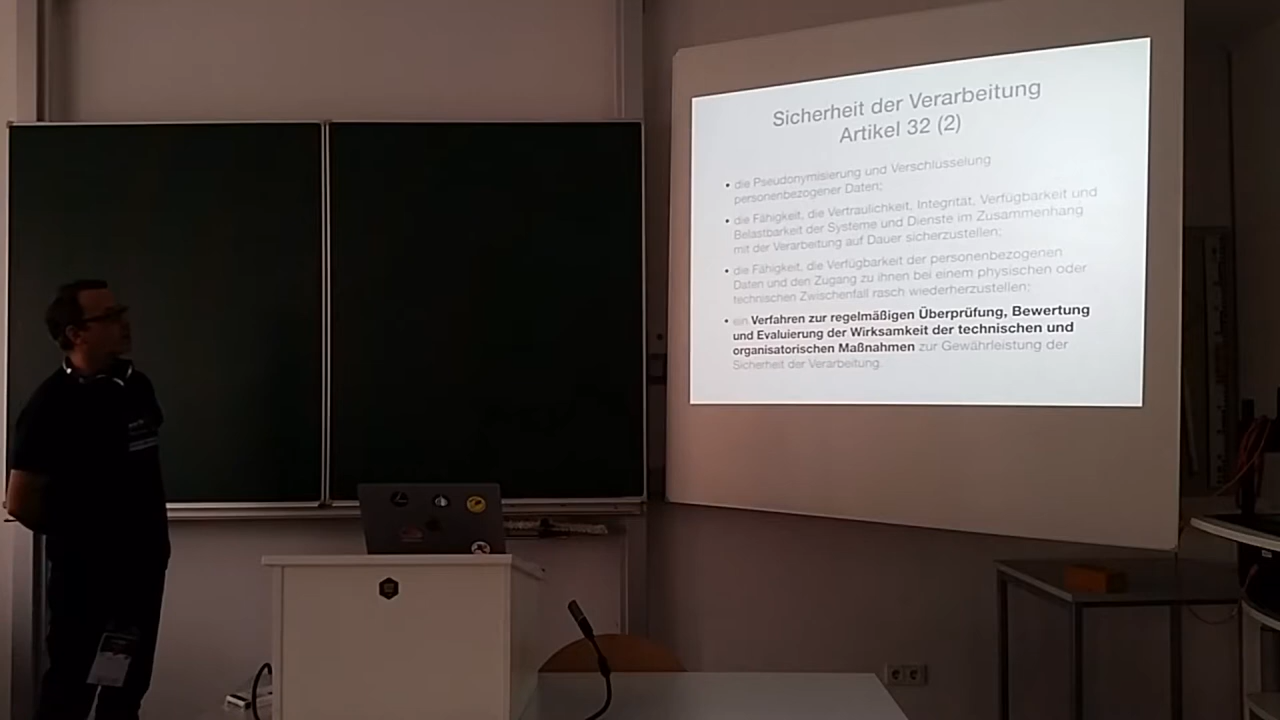 Sicherheit der Verarbeitung
Artikel 32 (2)
• die Pseudonymisierung und Verschlüsselung
personenbezogener Daten;
• die Fähigkeit, die Vertraulichkeit, Integrität, Verfügbarkeit und
Belastbarkeit der Systeme und Dienste im Zusammenhang
mit der Verarbeitung auf Dauer sicherzustellen;
• die Fähigkeit, die Verfügbarkeit der personenbezogenen
Daten und den Zugang zu ihnen bei einem physischen oder
technischen Zwischenfall rasch wiederherzustellen;
• ein Verfahren zur regelmäßigen Überprüfung, Bewertung
und Evaluierung der Wirksamkeit der technischen und
organisatorischen Maßnahmen zur Gewährleistung der
Sicherheit der Verarbeitung.